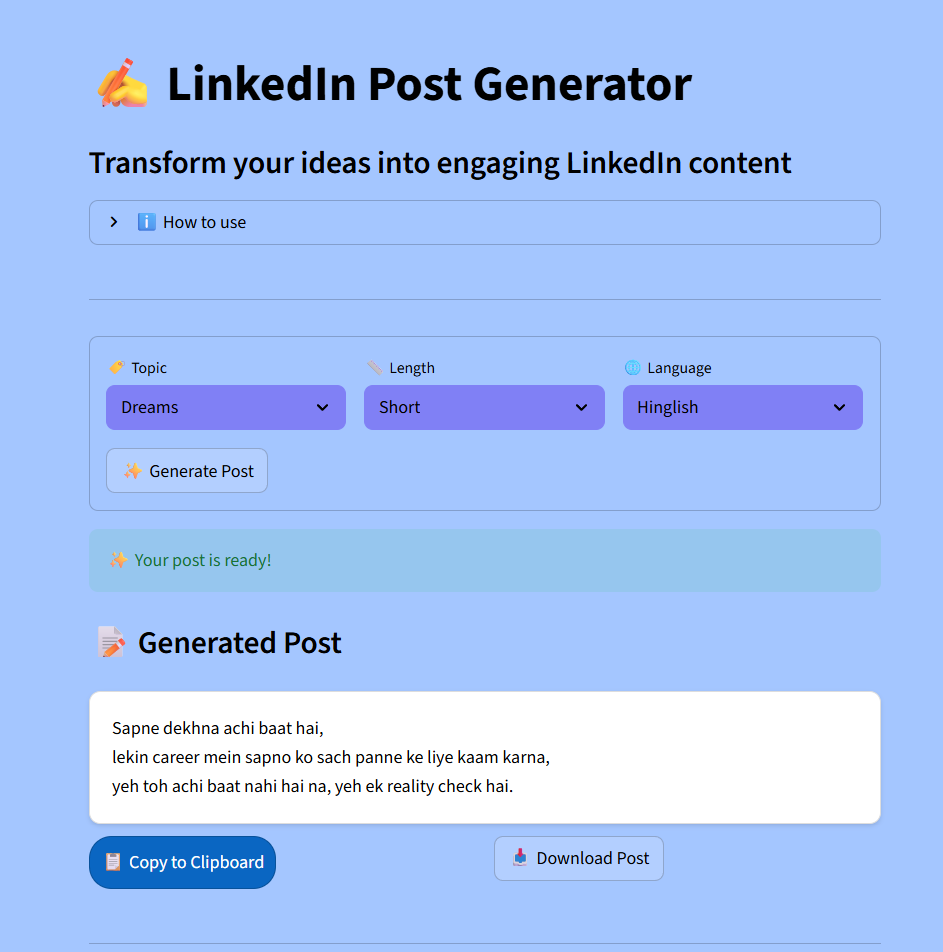 ✍️ LinkedIn Post Generator
Transform your ideas into engaging LinkedIn content
ℹ️ How to use
🏷️ Topic
📏 Length
🌐 Language
Dreams
Short
Hinglish
✨ Generate Post
✨ Your post is ready!
📝 Generated Post
Sapne dekhna achi baat hai,
lekin career mein sapno ko sach panne ke liye kaam karna,
yeh toh achi baat nahi hai na, yeh ek reality check hai.
📋 Copy to Clipboard
📥 Download Post